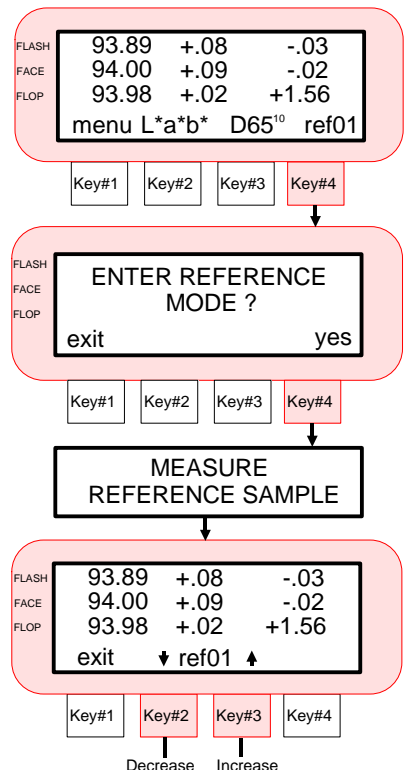 FLASH 93.89 +.08 -.03
FACE 94.00 +.09 -.02
FLOP 93.98 +.02 +1.56
menu L*a*b* D65¹⁰ ref01
Key#1 Key#2 Key#3 Key#4
FLASH ENTER REFERENCE
FACE MODE ?
FLOP
exit yes
Key#1 Key#2 Key#3 Key#4
MEASURE
REFERENCE SAMPLE
FLASH 93.89 +.08 -.03
FACE 94.00 +.09 -.02
FLOP 93.98 +.02 +1.56
exit ref01
Key#1 Key#2 Key#3 Key#4
Decrease Increase